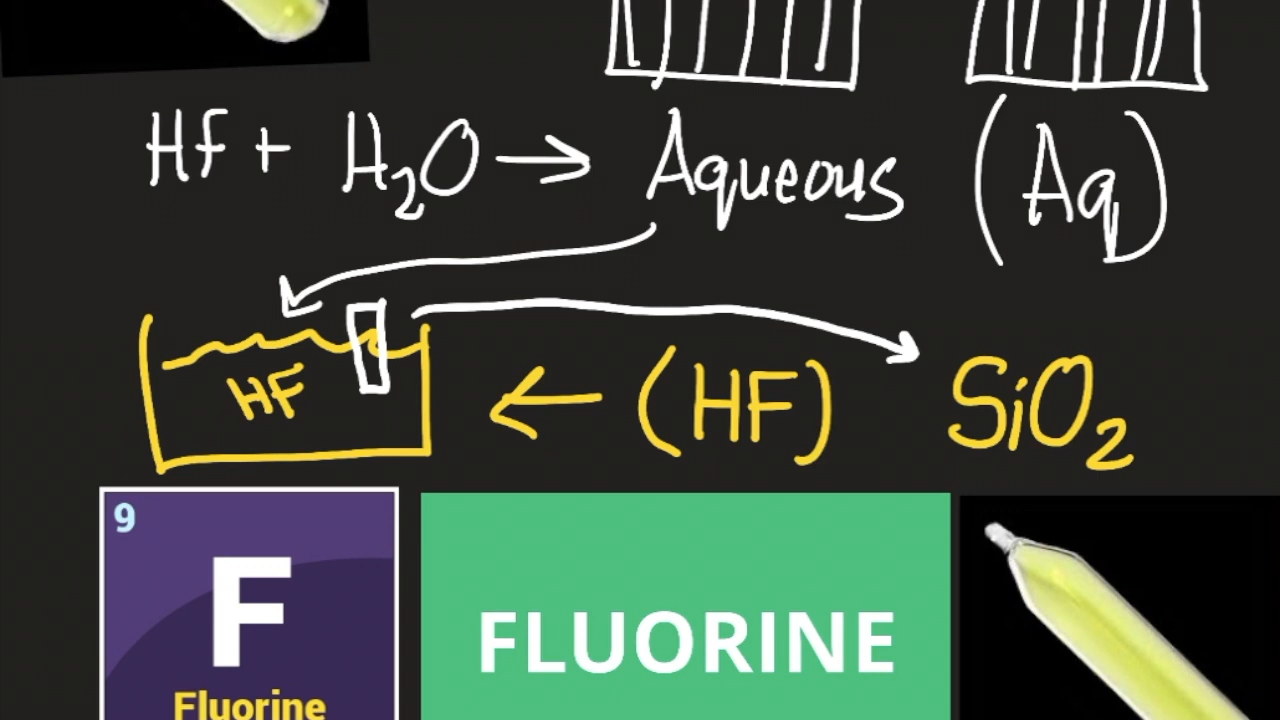 Hf + H₂O → Aqueous (Aq)
HF ← (HF) SiO₂
9
F
Fluorine
FLUORINE